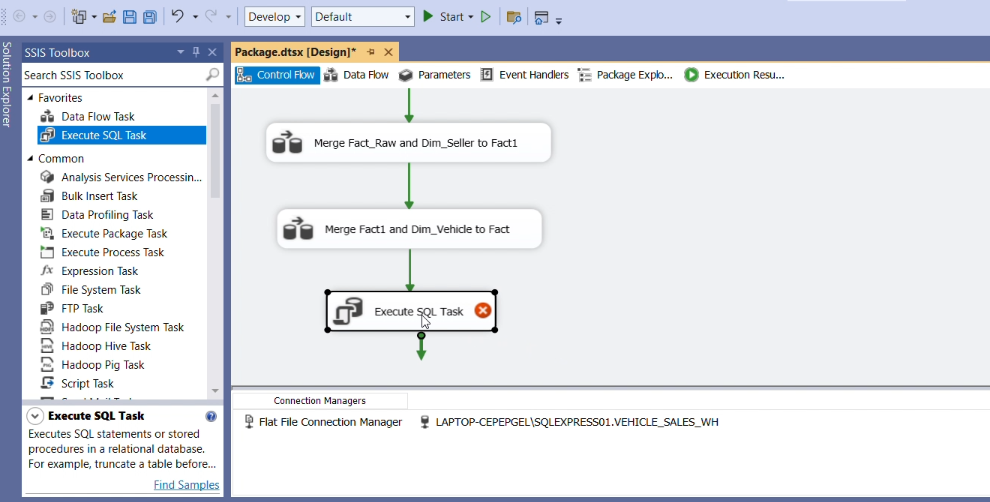 Develop
Default
Start
Solution Explorer
SSIS Toolbox
Search SSIS Toolbox
Favorites
Data Flow Task
Execute SQL Task
Common
Analysis Services Processin...
Bulk Insert Task
Data Profiling Task
Execute Package Task
Execute Process Task
Expression Task
File System Task
FTP Task
Hadoop File System Task
Hadoop Hive Task
Hadoop Pig Task
Script Task
Execute SQL Task
Executes SQL statements or stored
procedures in a relational database.
For example, truncate a table before...
Find Samples
Package.dtsx [Design]*
Control Flow
Data Flow
Parameters
Event Handlers
Package Explo...
Execution Resu...
Merge Fact_Raw and Dim_Seller to Fact1
Merge Fact1 and Dim_Vehicle to Fact
Execute SQL Task
Connection Managers
Flat File Connection Manager
LAPTOP-CEPEPGEL\SQLEXPRESS01.VEHICLE_SALES_WH